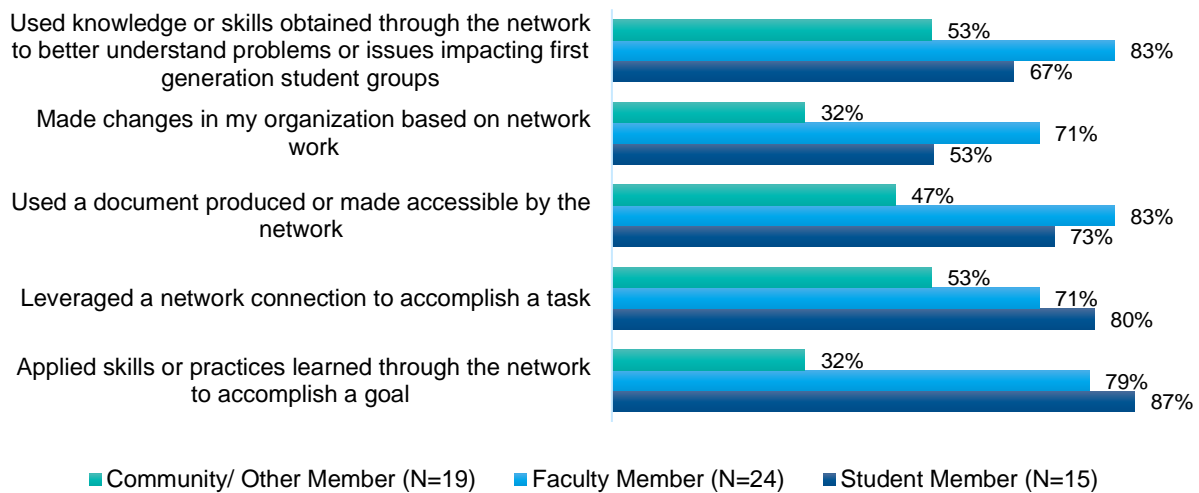 Used knowledge or skills obtained through the network
to better understand problems or issues impacting first
generation student groups
53%
83%
67%
Made changes in my organization based on network
work
32%
71%
53%
Used a document produced or made accessible by the
network
47%
83%
73%
Leveraged a network connection to accomplish a task
53%
71%
80%
Applied skills or practices learned through the network
to accomplish a goal
32%
79%
87%
Community/ Other Member (N=19) Faculty Member (N=24) Student Member (N=15)